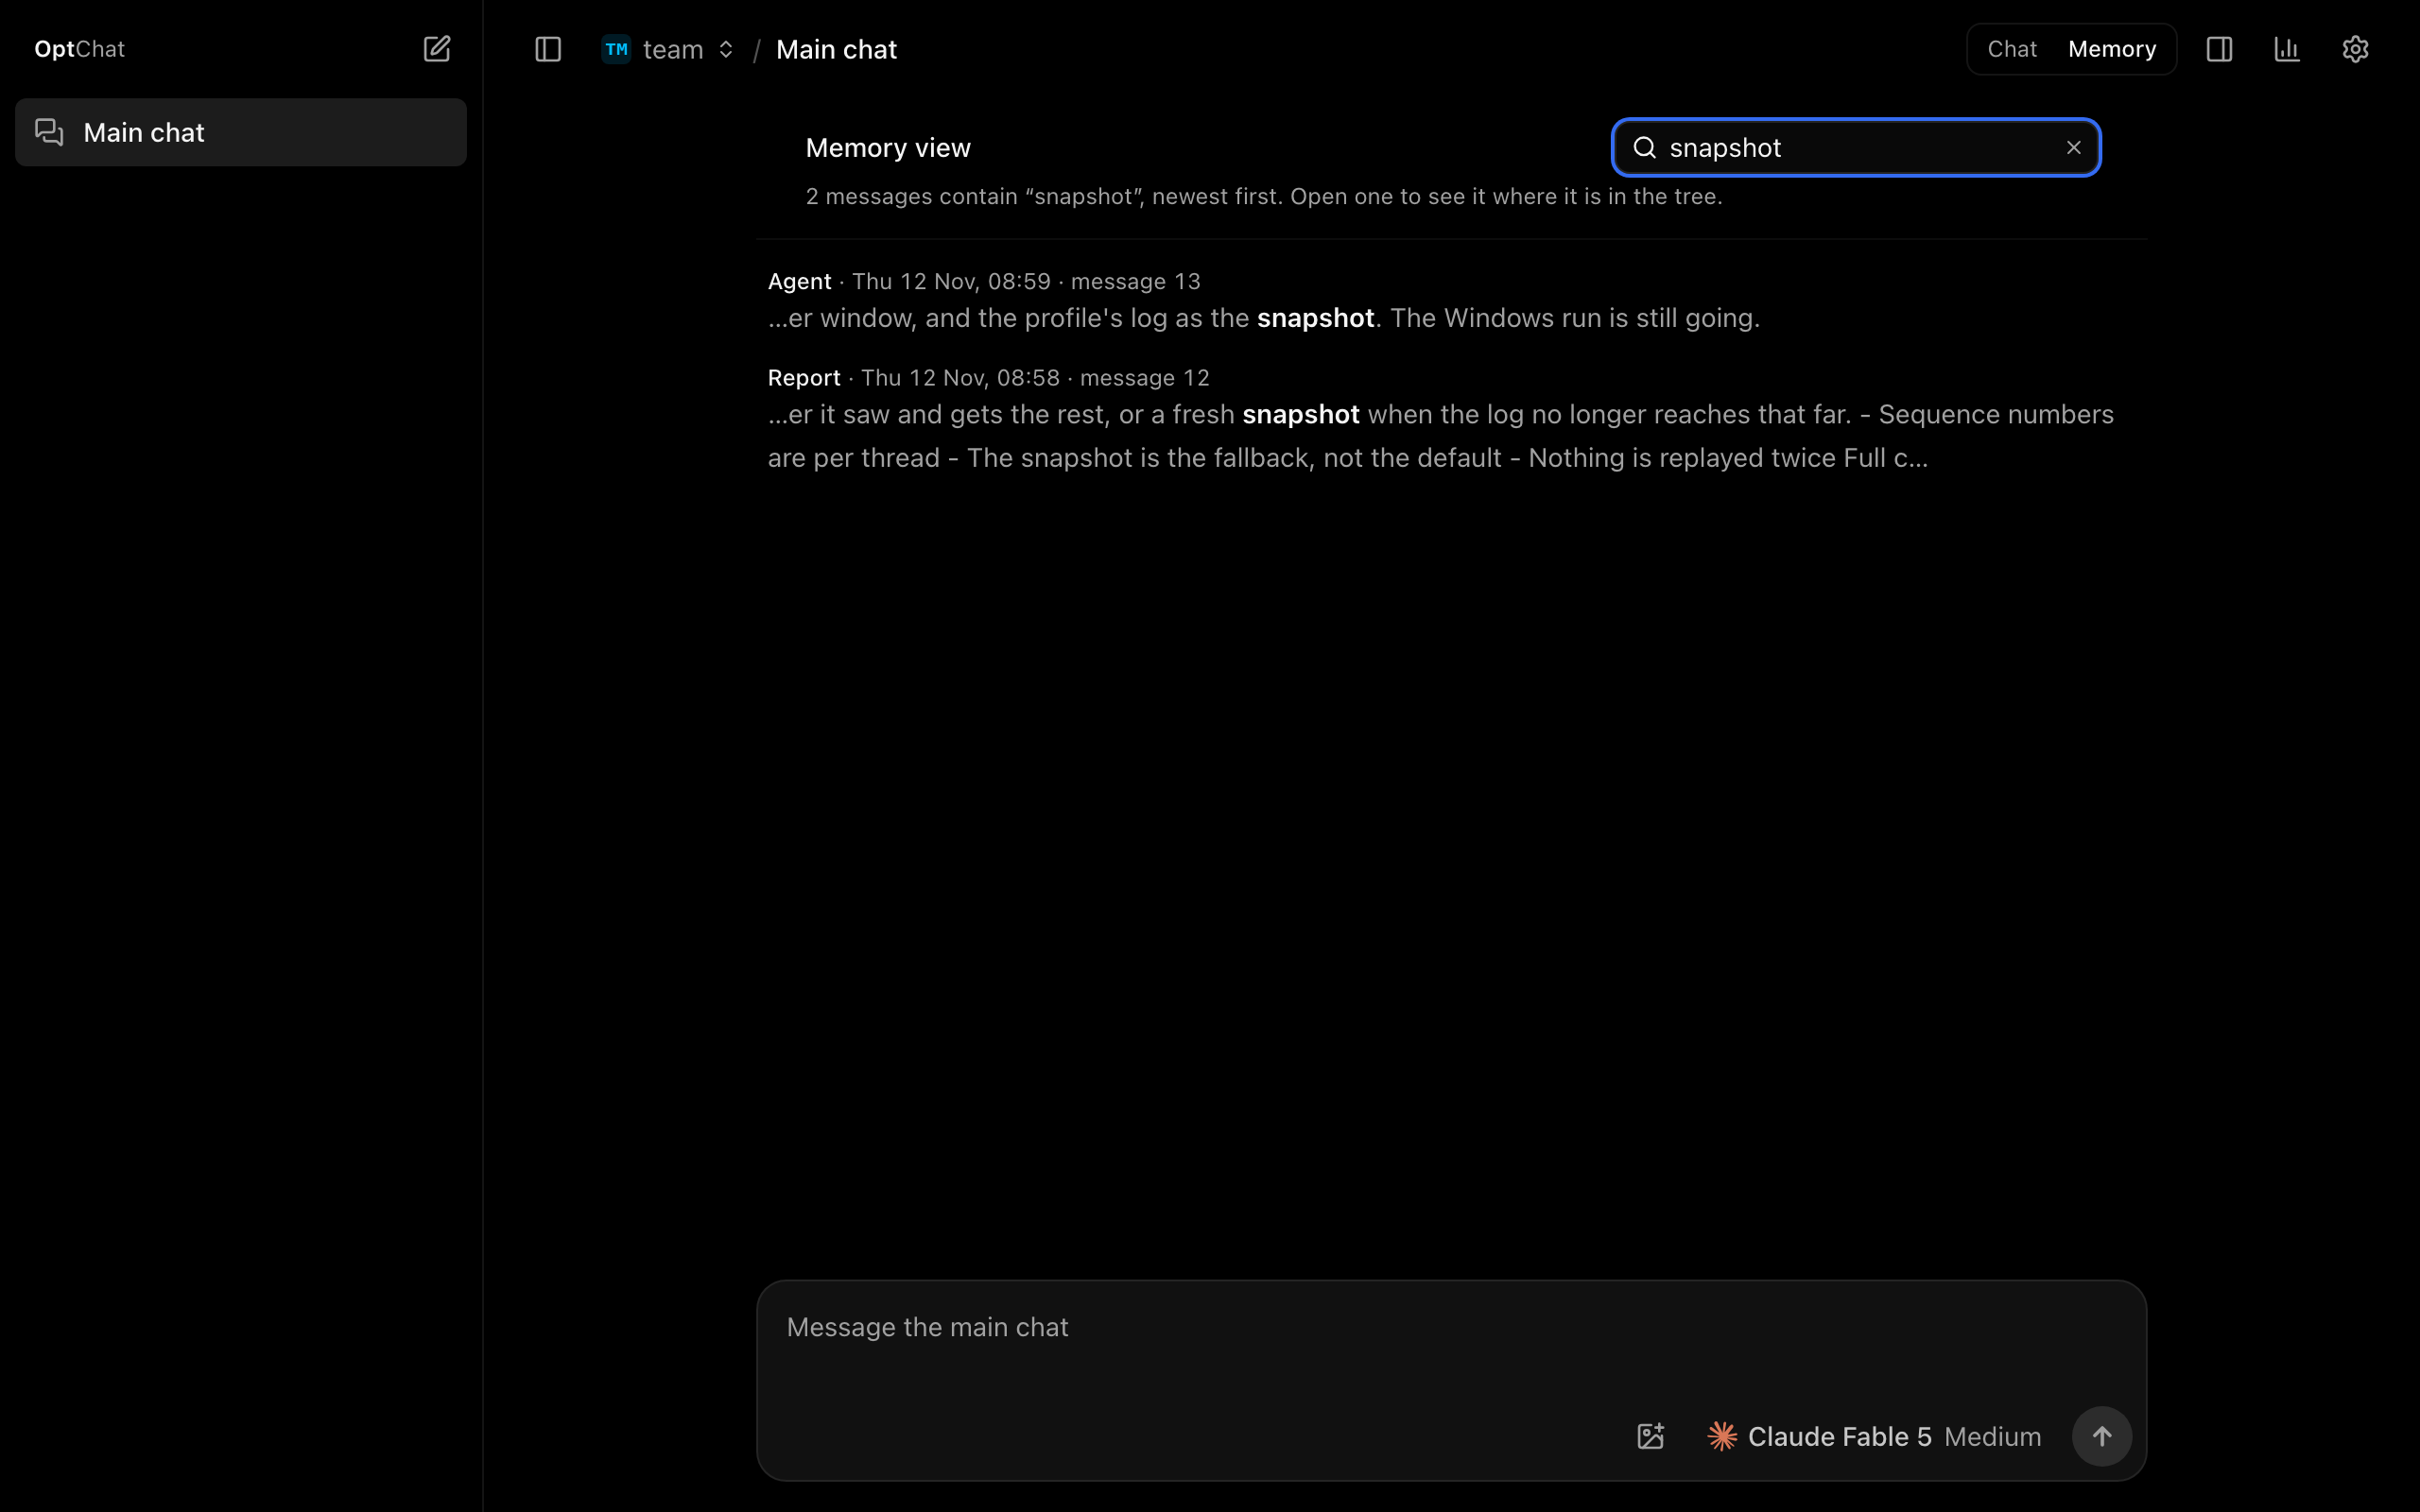 OptChat
Main chat
TM team / Main chat
Chat Memory
Memory view
snapshot
2 messages contain “snapshot”, newest first. Open one to see it where it is in the tree.
Agent · Thu 12 Nov, 08:59 · message 13
...er window, and the profile's log as the snapshot. The Windows run is still going.
Report · Thu 12 Nov, 08:58 · message 12
...er it saw and gets the rest, or a fresh snapshot when the log no longer reaches that far. - Sequence numbers
are per thread - The snapshot is the fallback, not the default - Nothing is replayed twice Full c...
Message the main chat
Claude Fable 5 Medium